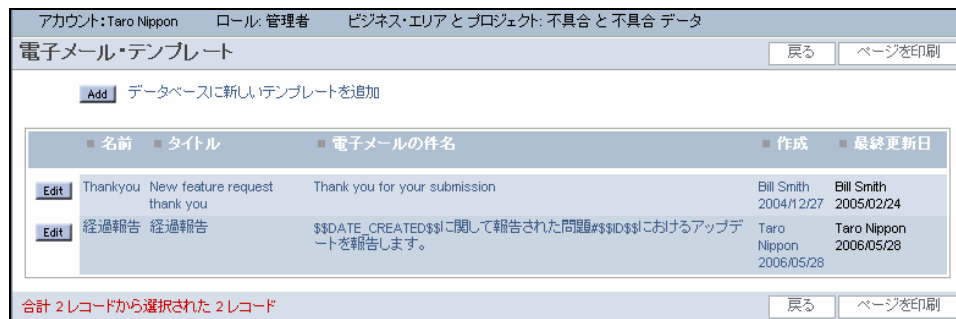 アカウント: Taro Nippon ロール: 管理者 ビジネス・エリア と プロジェクト: 不具合 と 不具合 データ
電子メール・テンプレート 戻る ページを印刷
Add データベースに新しいテンプレートを追加
名前 タイトル 電子メールの件名 作成 最終更新日
Edit Thankyou New feature request Thank you for your submission Bill Smith Bill Smith
thank you 2004/12/27 2005/02/24
Edit 経過報告 経過報告 $$DATE_CREATED$$に関して報告された問題#$$ID$$におけるアップデ Taro Taro Nippon
ートを報告します。 Nippon 2006/05/28
2006/05/28
合計 2 レコードから選択された 2 レコード 戻る ページを印刷